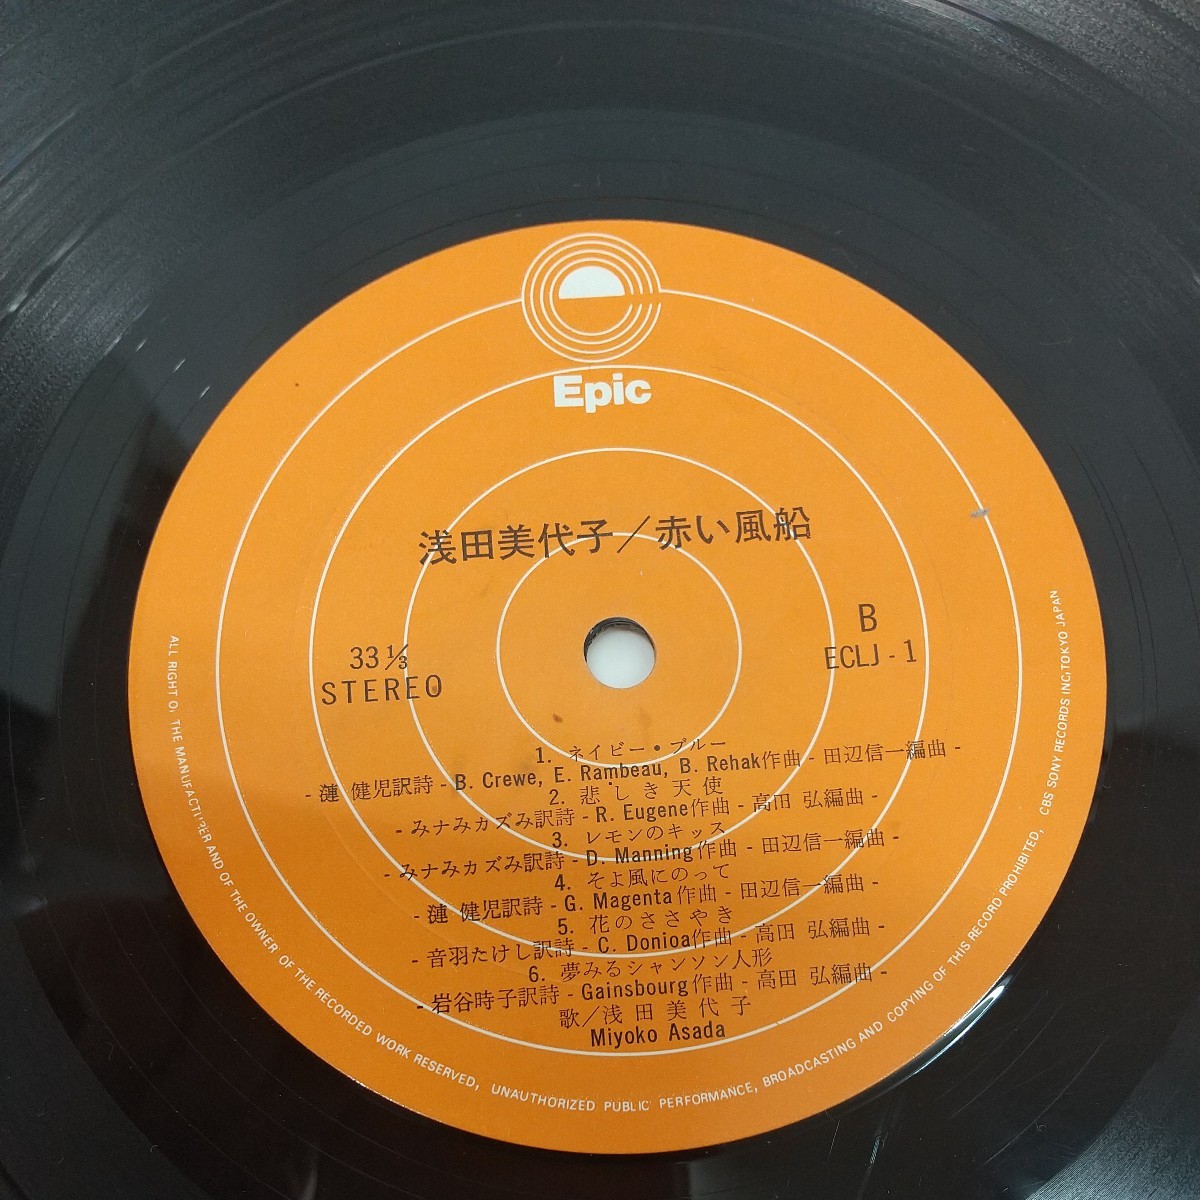 Epic
浅田美代子／赤い風船
33 1/3
STEREO
B
ECLJ - 1
1. ネイビー・ブルー
- 漣 健児訳詩 - B. Crewe, E. Rambeau, B. Rehak作曲 - 田辺信一編曲 -
2. 悲しき天使
- みナみカズみ訳詩 - R. Eugene作曲 - 高田 弘編曲 -
3. レモンのキッス
- みナみカズみ訳詩 - D. Manning作曲 - 田辺信一編曲 -
4. そよ風にのって
- 漣 健児訳詩 - G. Magenta作曲 - 田辺信一編曲 -
5. 花のささやき
- 音羽たけし訳詩 - C. Donioa作曲 - 高田 弘編曲 -
6. 夢みるシャンソン人形
- 岩谷時子訳詩 - Gainsbourg作曲 - 高田 弘編曲 -
歌／浅田美代子
Miyoko Asada
ALL RIGHT O, THE MANUFACTURER AND OF THE OWNER OF THE RECORDED WORK RESERVED, UNAUTHORIZED PUBLIC PERFORMANCE, BROADCASTING AND COPYING OF THIS RECORD PROHIBITED, CBS SONY RECORDS INC, TOKYO JAPAN